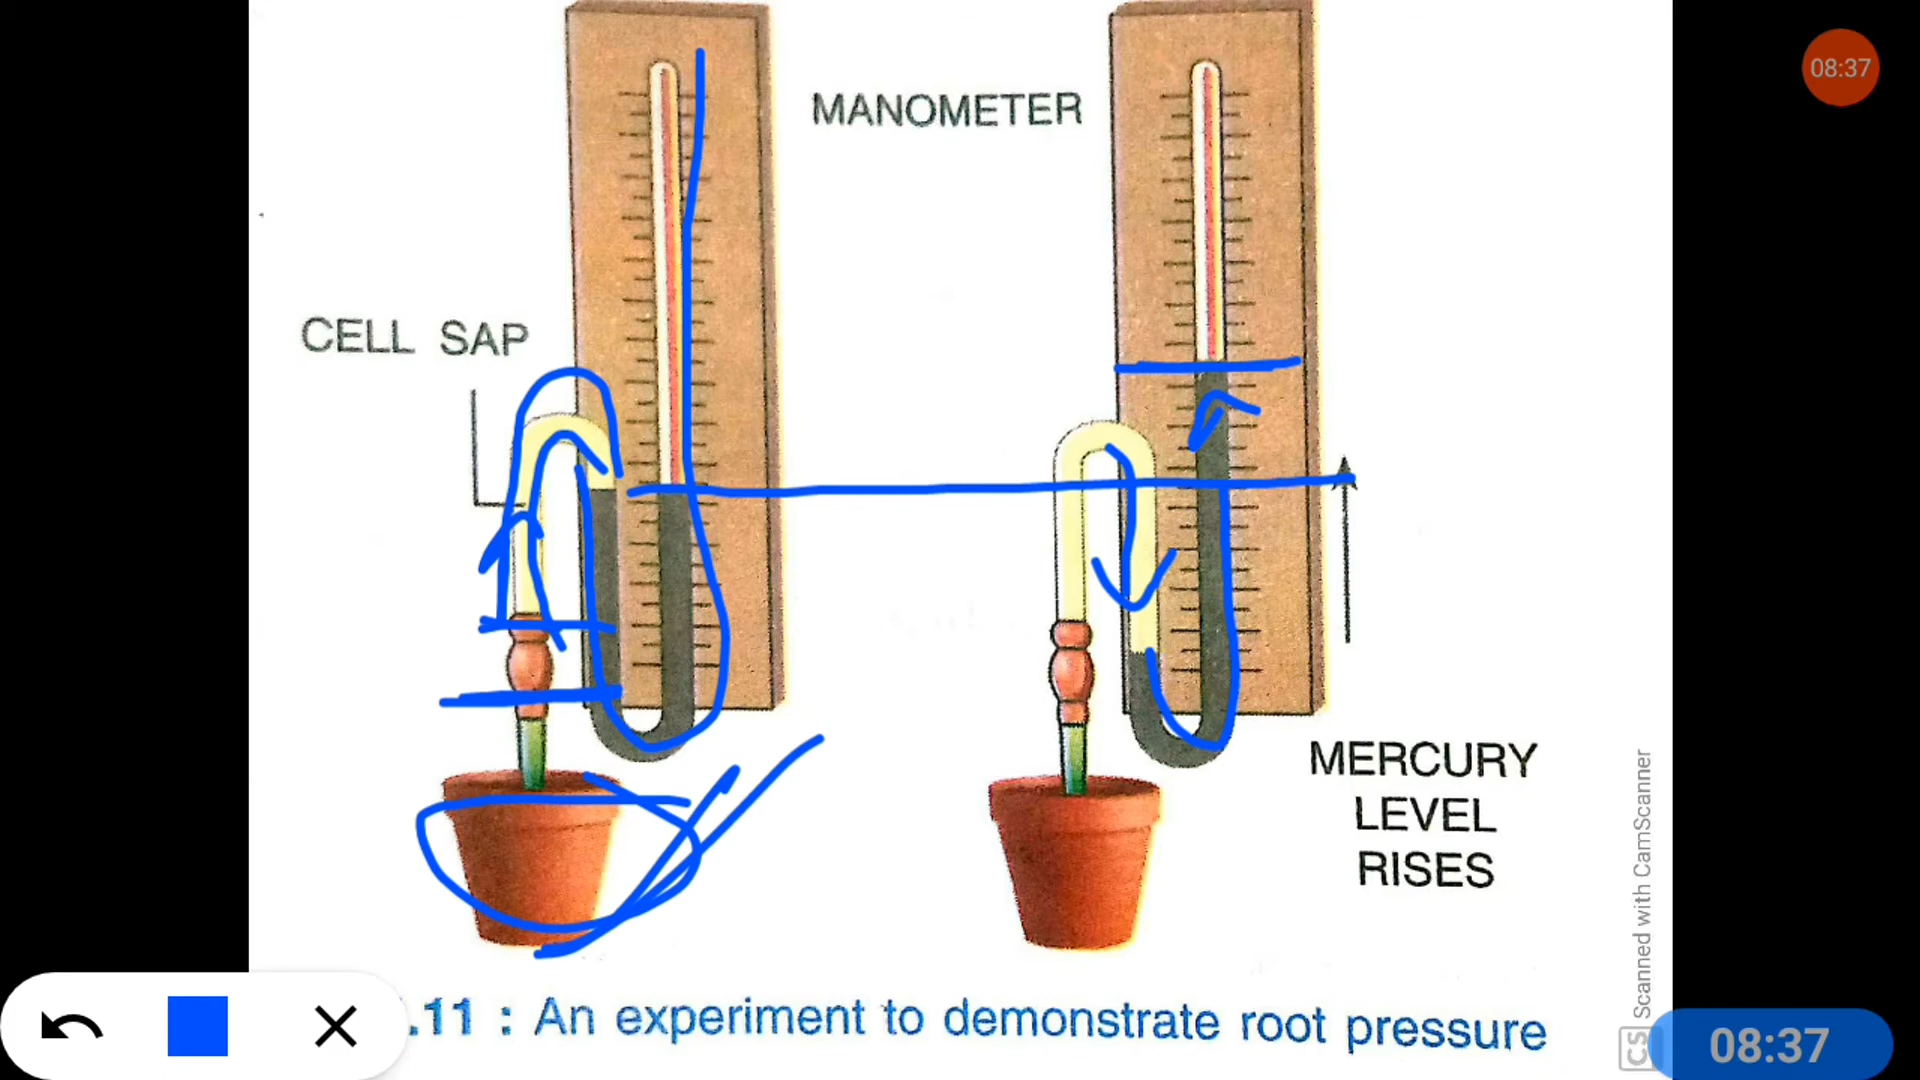 08:37
MANOMETER
CELL SAP
MERCURY
LEVEL
RISES
.11 : An experiment to demonstrate root pressure
CS Scanned with CamScanner
08:37